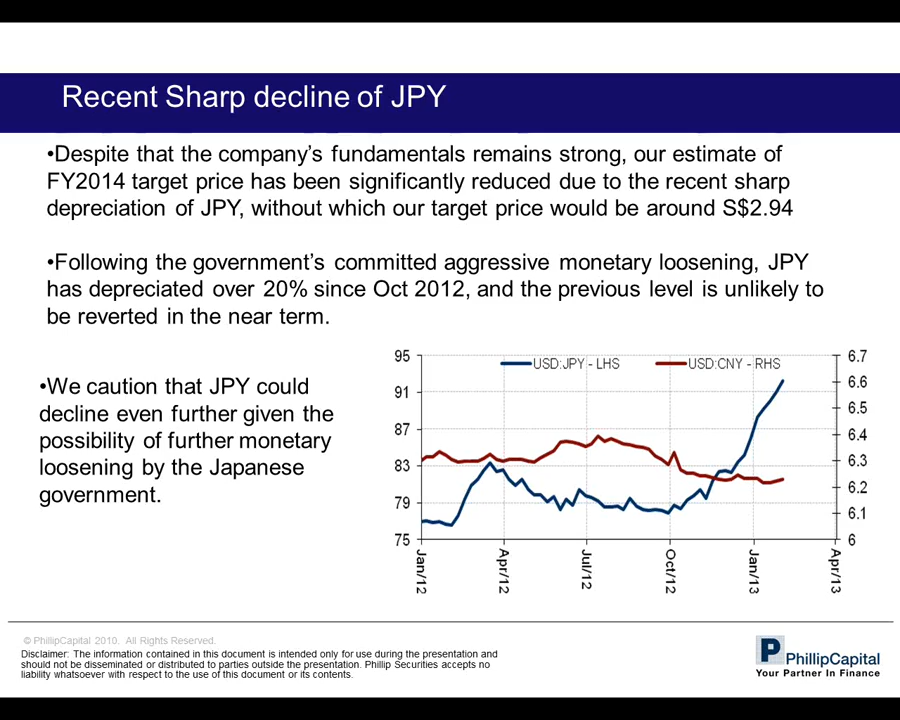 Recent Sharp decline of JPY
•Despite that the company's fundamentals remains strong, our estimate of
FY2014 target price has been significantly reduced due to the recent sharp
depreciation of JPY, without which our target price would be around S$2.94
•Following the government's committed aggressive monetary loosening, JPY
has depreciated over 20% since Oct 2012, and the previous level is unlikely to
be reverted in the near term.
•We caution that JPY could
decline even further given the
possibility of further monetary
loosening by the Japanese
government.
USD:JPY - LHS USD:CNY - RHS
95
91
87
83
79
75
6.7
6.6
6.5
6.4
6.3
6.2
6.1
6
Jan/12
Apr/12
Jul/12
Oct/12
Jan/13
Apr/13
© PhillipCapital 2010. All Rights Reserved.
Disclaimer: The information contained in this document is intended only for use during the presentation and
should not be disseminated or distributed to parties outside the presentation. Phillip Securities accepts no
liability whatsoever with respect to the use of this document or its contents.
P
PhillipCapital
Your Partner In Finance